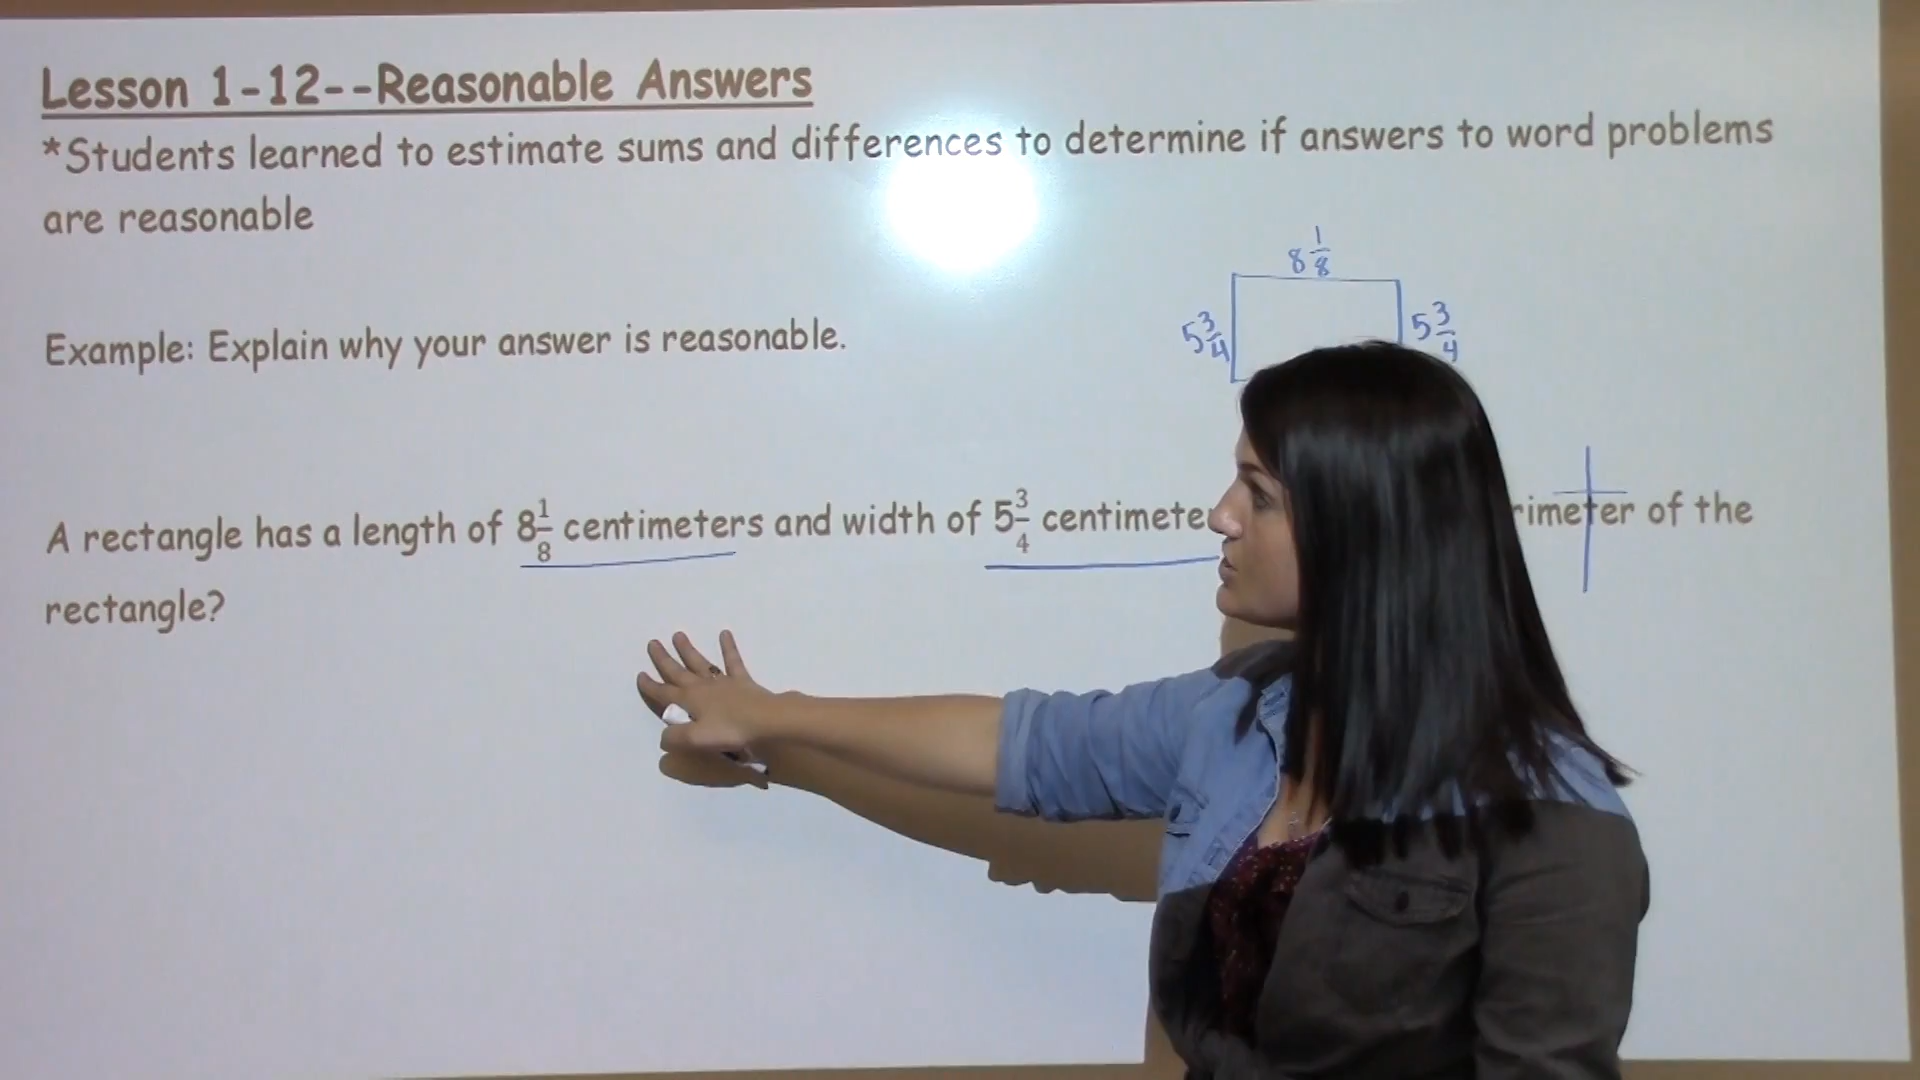 Lesson 1-12--Reasonable Answers
*Students learned to estimate sums and differences to determine if answers to word problems
are reasonable
8 1/8
5 3/4 5 3/4
Example: Explain why your answer is reasonable.
A rectangle has a length of 8 1/8 centimeters and width of 5 3/4 centimete rimeter of the
rectangle?